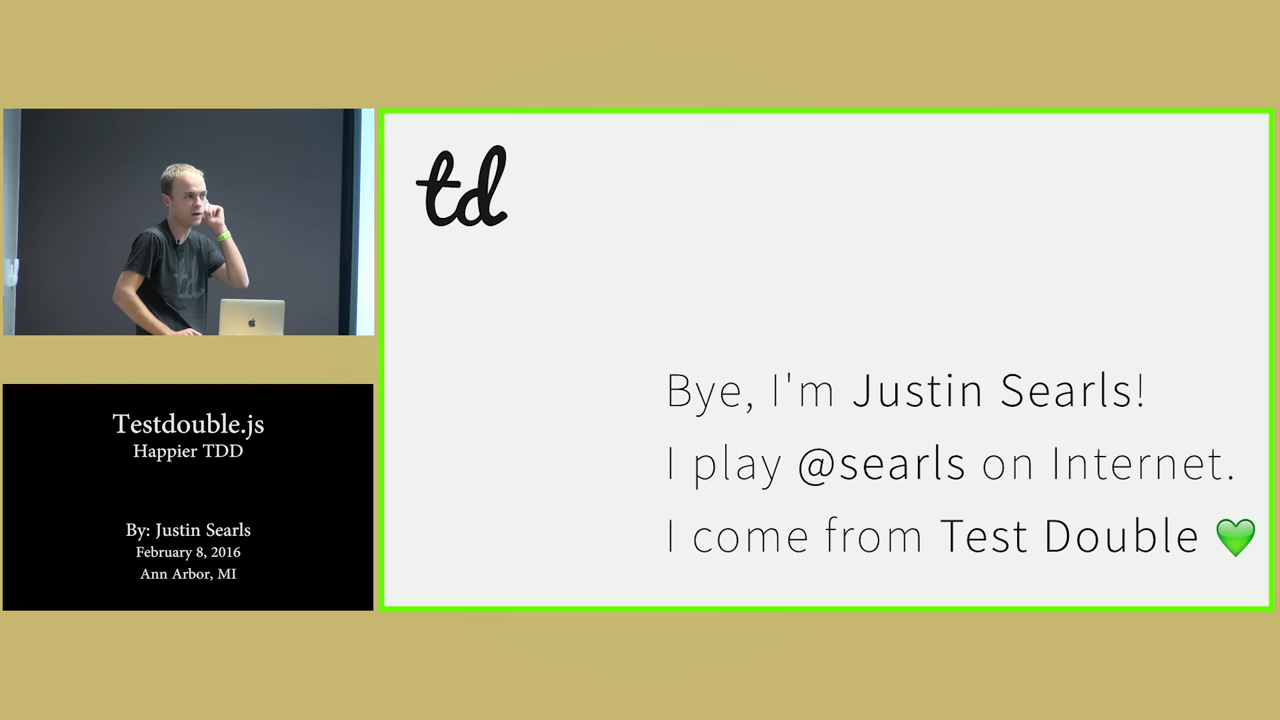 td
Bye, I'm Justin Searls!
I play @searls on Internet.
I come from Test Double 💚
td
Testdouble.js
Happier TDD
By: Justin Searls
February 8, 2016
Ann Arbor, MI